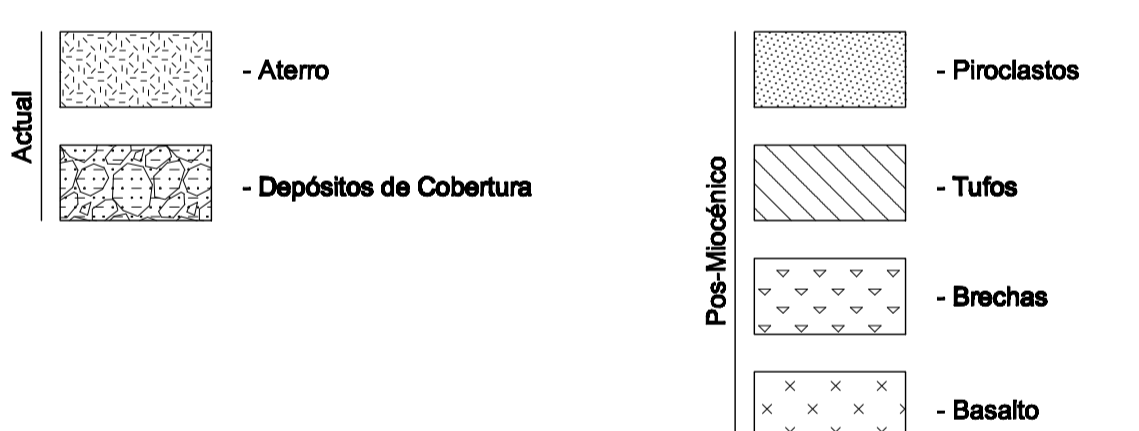 Actual
- Aterro
- Depósitos de Cobertura
Pos-Miocénico
- Piroclastos
- Tufos
- Brechas
- Basalto